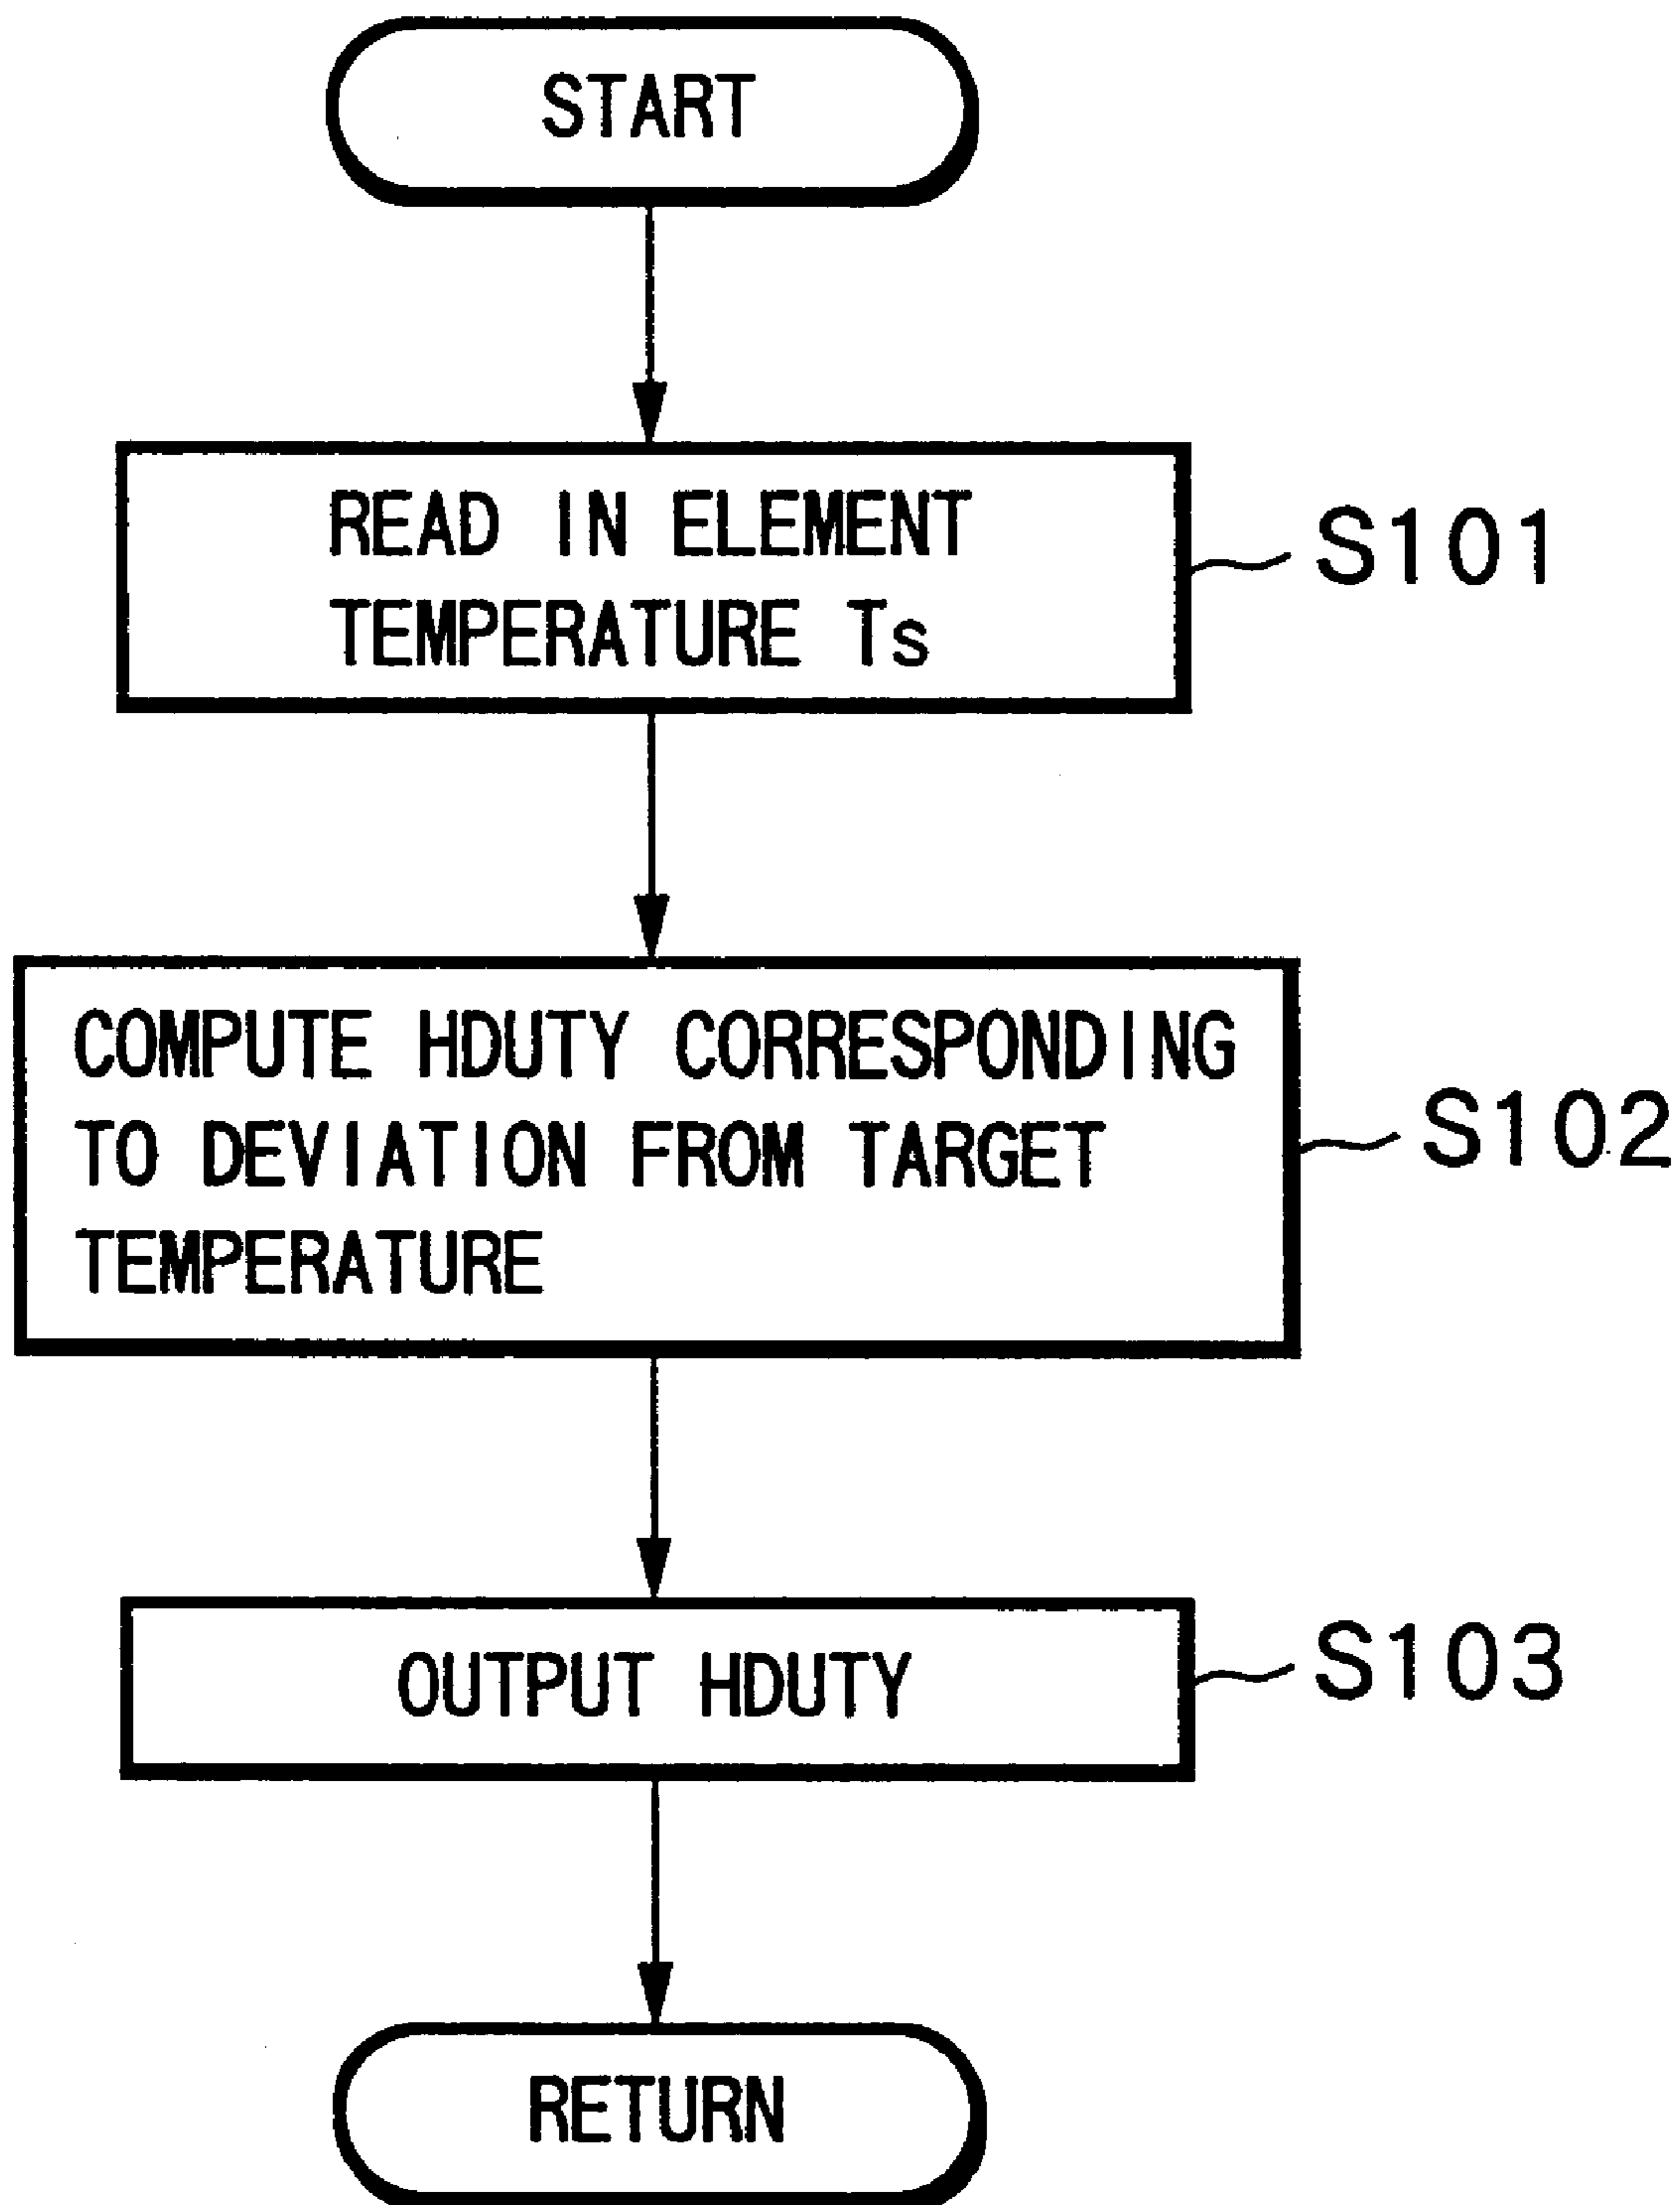 START
READ IN ELEMENT
TEMPERATURE Ts
S101
COMPUTE HDUTY CORRESPONDING
TO DEVIATION FROM TARGET
TEMPERATURE
S102
OUTPUT HDUTY
S103
RETURN